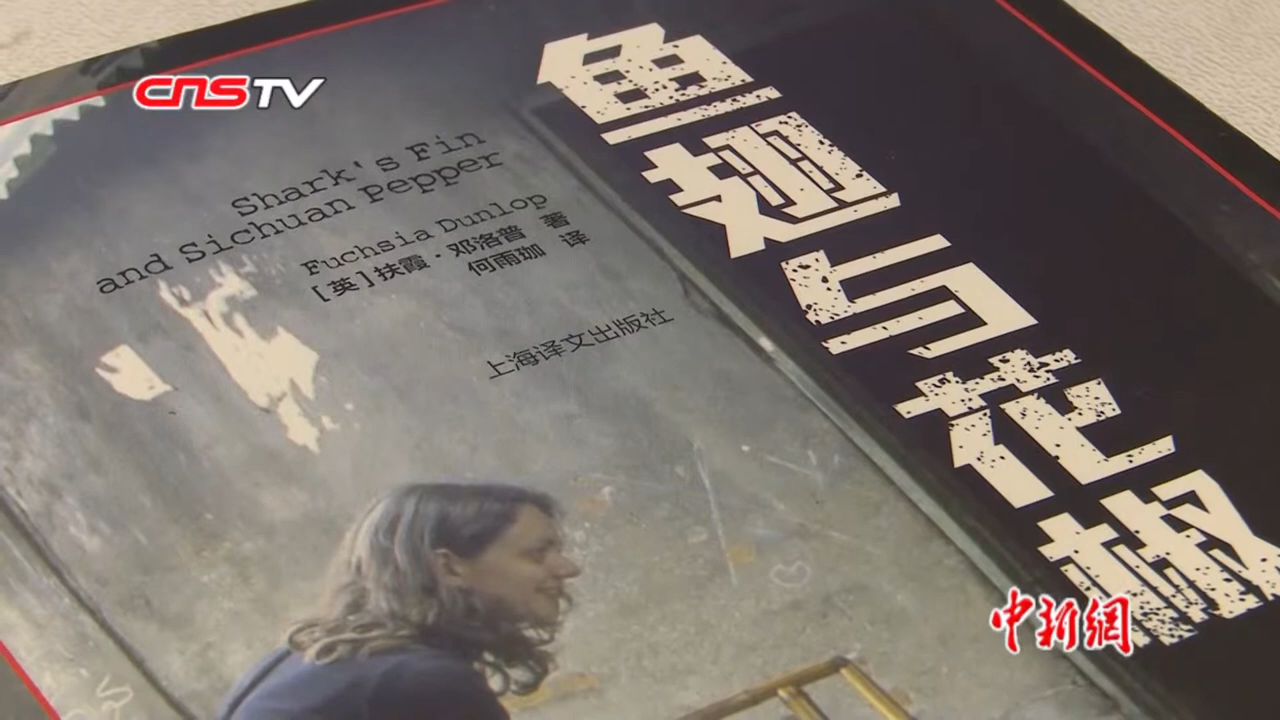 CNSTV
Shark's Fin
and Sichuan Pepper
Fuchsia Dunlop
[英]扶霞·邓洛普 著
何雨珈 译
上海译文出版社
鱼翅与花椒
中新網